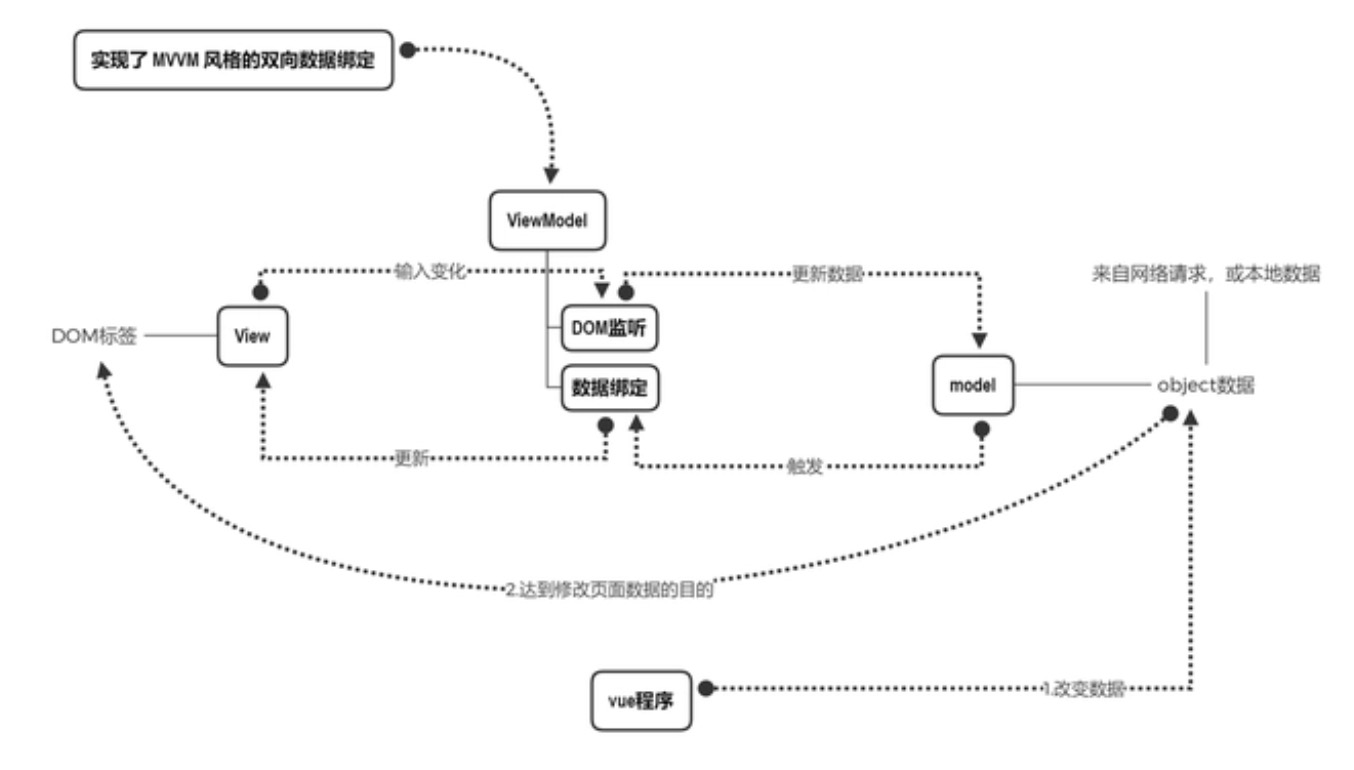 实现了 MVVM 风格的双向数据绑定
ViewModel
输入变化
更新数据
来自网络请求，或本地数据
DOM标签
View
DOM监听
数据绑定
model
object数据
更新
触发
2.达到修改页面数据的目的
vue程序
1.改变数据